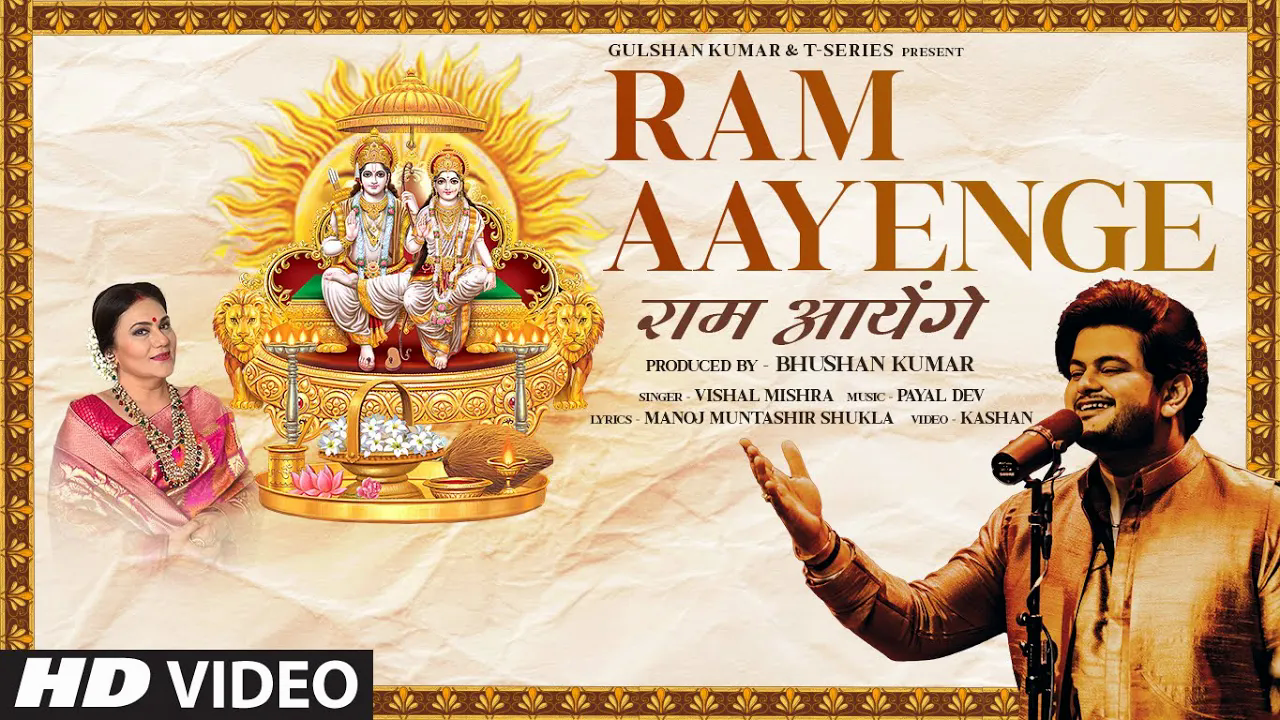 GULSHAN KUMAR & T-SERIES PRESENT
RAM
AAYENGE
राम आयेंगे
PRODUCED BY - BHUSHAN KUMAR
SINGER - VISHAL MISHRA MUSIC - PAYAL DEV
LYRICS - MANOJ MUNTASHIR SHUKLA VIDEO - KASHAN
HD VIDEO